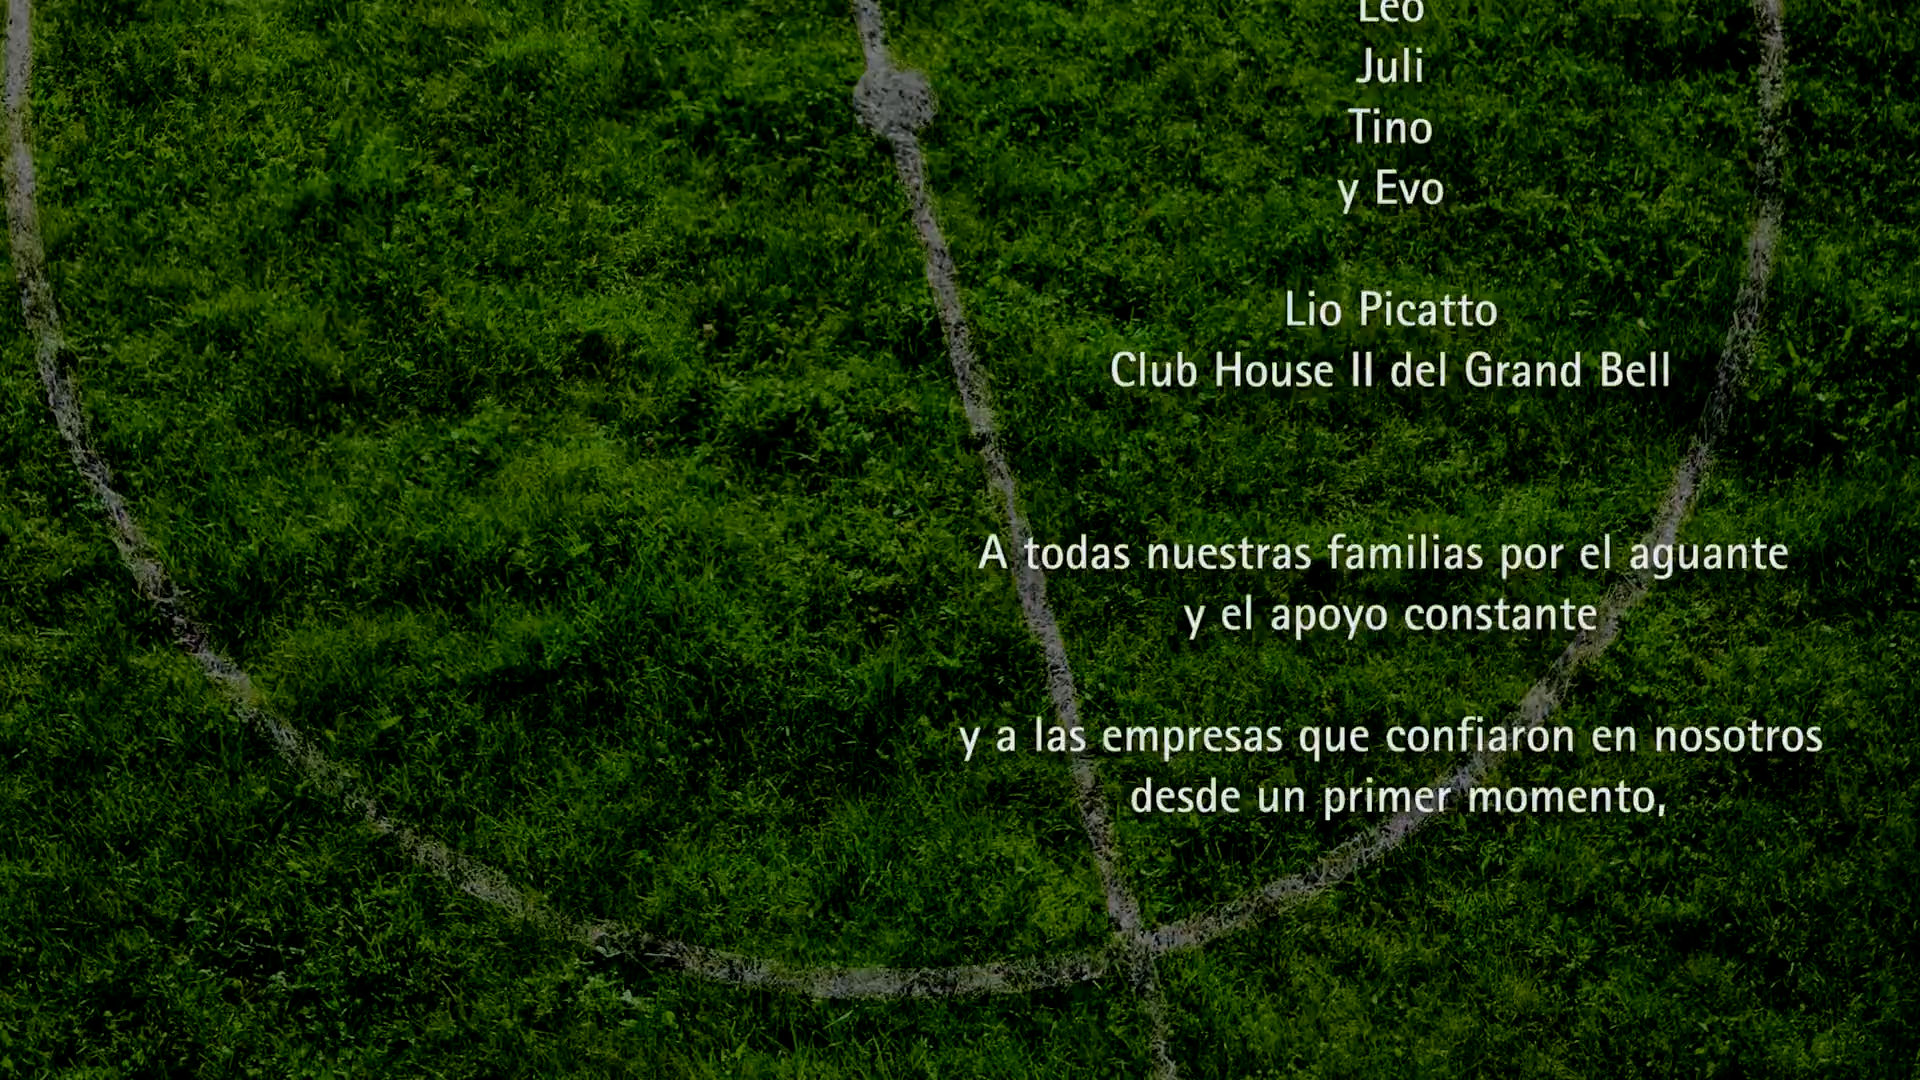 Leo
Juli
Tino
y Evo
Lio Picatto
Club House II del Grand Bell
A todas nuestras familias por el aguante
y el apoyo constante
y a las empresas que confiaron en nosotros
desde un primer momento,